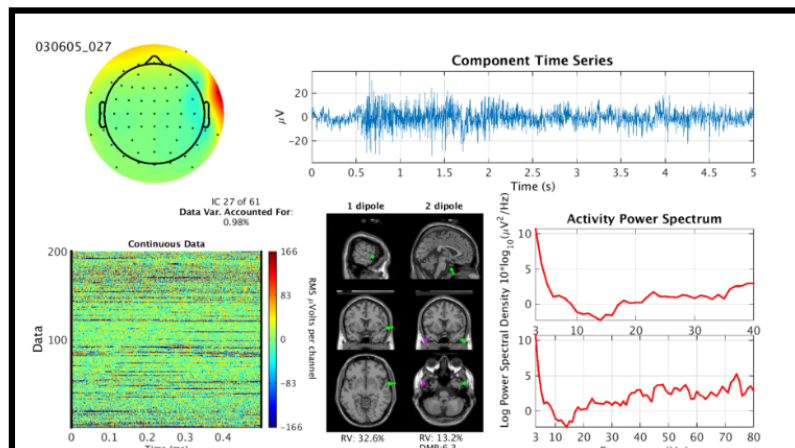 030605_027
Component Time Series
μV
20
0
-20
0 0.5 1 1.5 2 2.5 3 3.5 4 4.5 5
Time (s)
IC 27 of 61
Data Var. Accounted For:
0.98%
Continuous Data
Data
200
100
166
83
0
-83
-166
RMS μVolts per channel
Time (ms)
0 0.2 0.4
1 dipole 2 dipole
RV: 32.6% RV: 13.2%
DMR:6.3
Activity Power Spectrum
Log Power Spectral Density 10*log10(μV2/Hz)
10
5
0
3 10 20 30 40
10
5
0
3 10 20 30 40 50 60 70 80